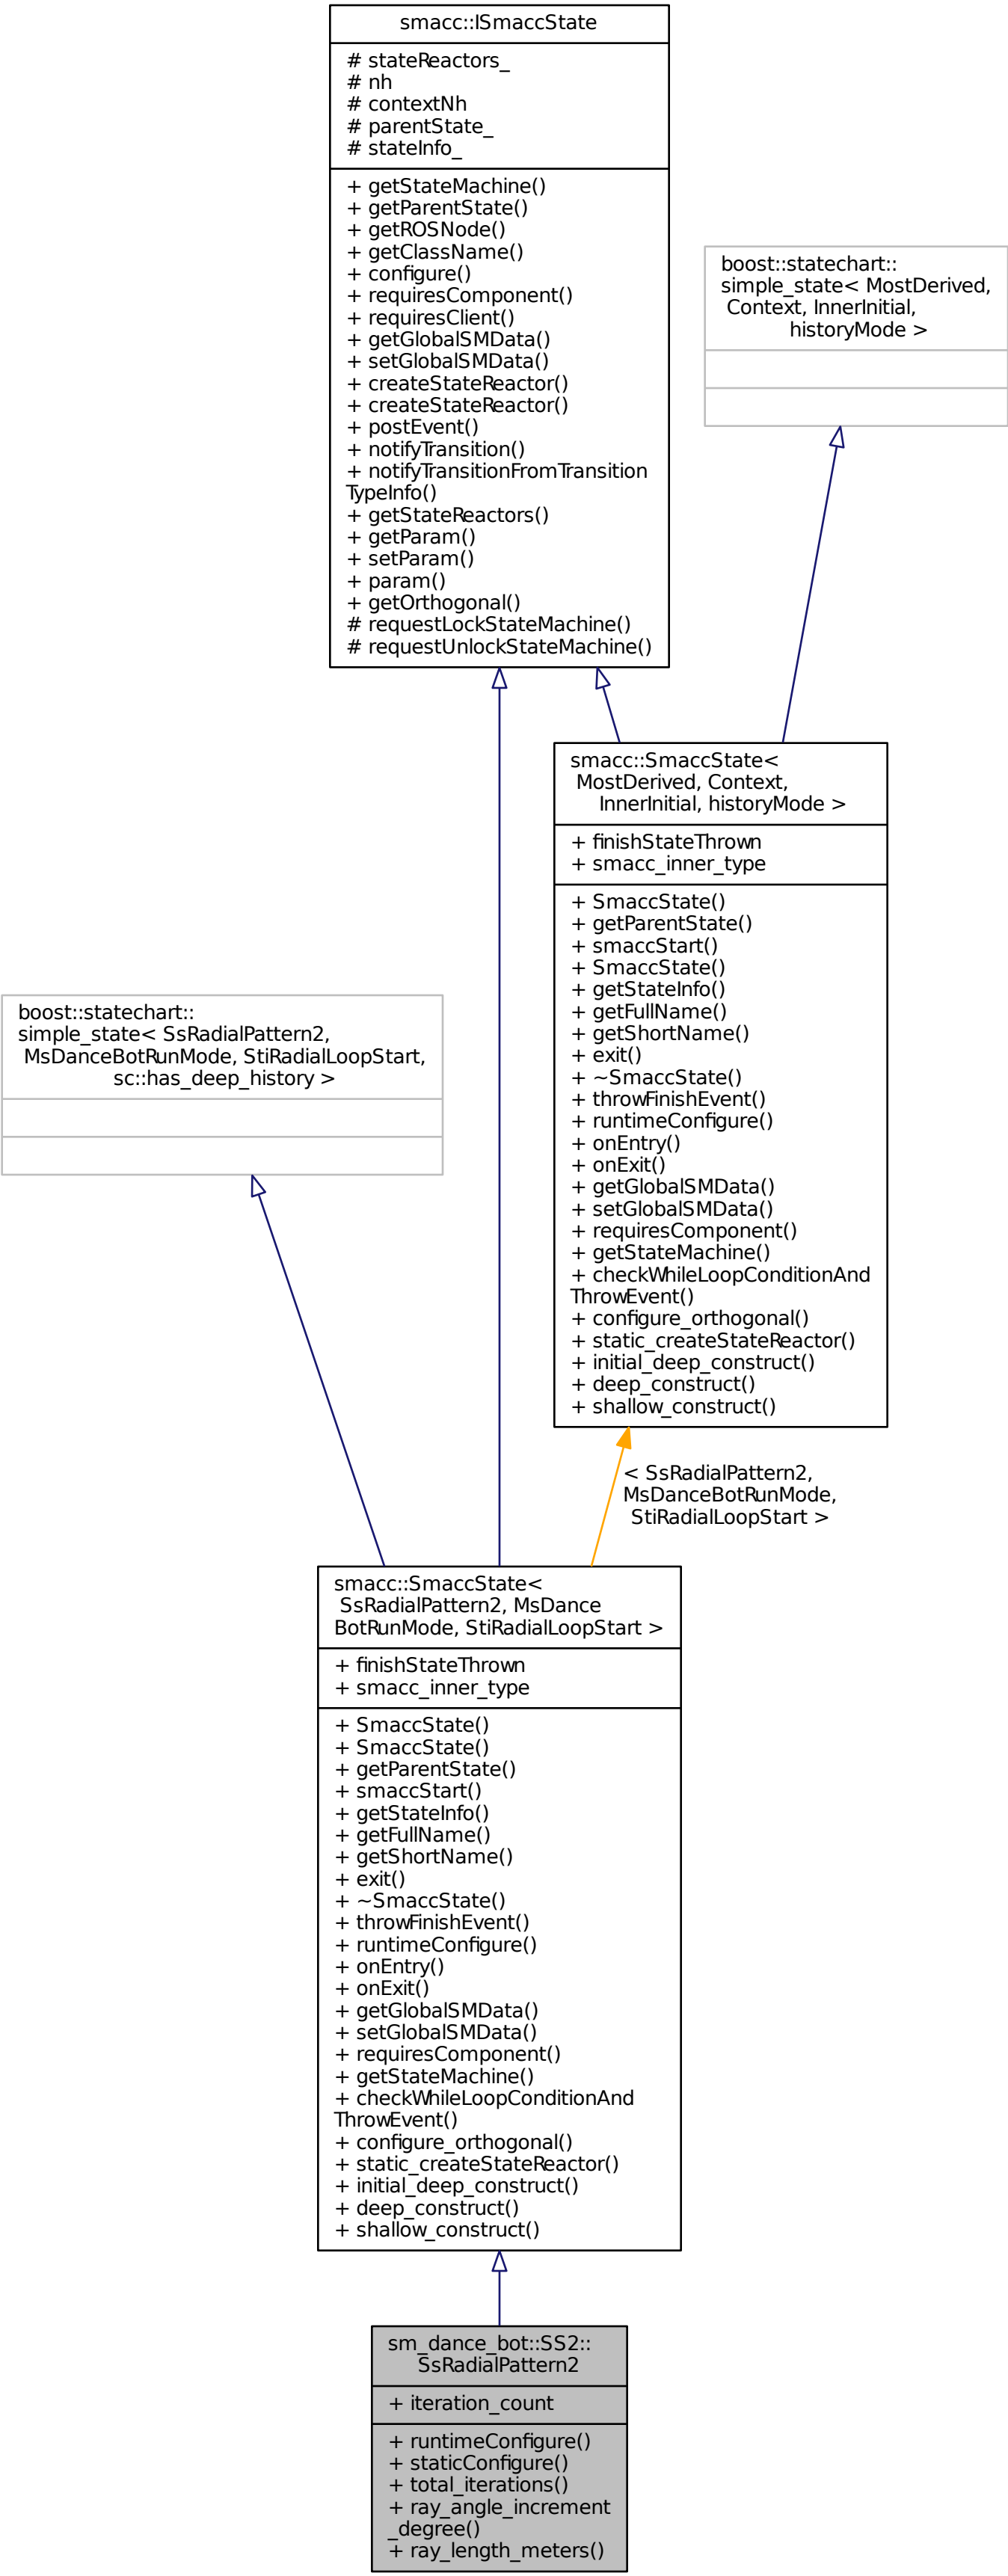 smacc::ISmaccState
# stateReactors_
# nh
# contextNh
# parentState_
# stateInfo_
+ getStateMachine()
+ getParentState()
+ getROSNode()
+ getClassName()
+ configure()
+ requiresComponent()
+ requiresClient()
+ getGlobalSMData()
+ setGlobalSMData()
+ createStateReactor()
+ createStateReactor()
+ postEvent()
+ notifyTransition()
+ notifyTransitionFromTransition
TypeInfo()
+ getStateReactors()
+ getParam()
+ setParam()
+ param()
+ getOrthogonal()
# requestLockStateMachine()
# requestUnlockStateMachine()
boost::statechart::
simple_state< MostDerived,
Context, InnerInitial,
historyMode >
smacc::SmaccState<
MostDerived, Context,
InnerInitial, historyMode >
+ finishStateThrown
+ smacc_inner_type
+ SmaccState()
+ getParentState()
+ smaccStart()
+ SmaccState()
+ getStateInfo()
+ getFullName()
+ getShortName()
+ exit()
+ ~SmaccState()
+ throwFinishEvent()
+ runtimeConfigure()
+ onEntry()
+ onExit()
+ getGlobalSMData()
+ setGlobalSMData()
+ requiresComponent()
+ getStateMachine()
+ checkWhileLoopConditionAnd
ThrowEvent()
+ configure_orthogonal()
+ static_createStateReactor()
+ initial_deep_construct()
+ deep_construct()
+ shallow_construct()
boost::statechart::
simple_state< SsRadialPattern2,
MsDanceBotRunMode, StiRadialLoopStart,
sc::has_deep_history >
< SsRadialPattern2,
MsDanceBotRunMode,
StiRadialLoopStart >
smacc::SmaccState<
SsRadialPattern2, MsDance
BotRunMode, StiRadialLoopStart >
+ finishStateThrown
+ smacc_inner_type
+ SmaccState()
+ SmaccState()
+ getParentState()
+ smaccStart()
+ getStateInfo()
+ getFullName()
+ getShortName()
+ exit()
+ ~SmaccState()
+ throwFinishEvent()
+ runtimeConfigure()
+ onEntry()
+ onExit()
+ getGlobalSMData()
+ setGlobalSMData()
+ requiresComponent()
+ getStateMachine()
+ checkWhileLoopConditionAnd
ThrowEvent()
+ configure_orthogonal()
+ static_createStateReactor()
+ initial_deep_construct()
+ deep_construct()
+ shallow_construct()
sm_dance_bot::SS2::
SsRadialPattern2
+ iteration_count
+ runtimeConfigure()
+ staticConfigure()
+ total_iterations()
+ ray_angle_increment
_degree()
+ ray_length_meters()